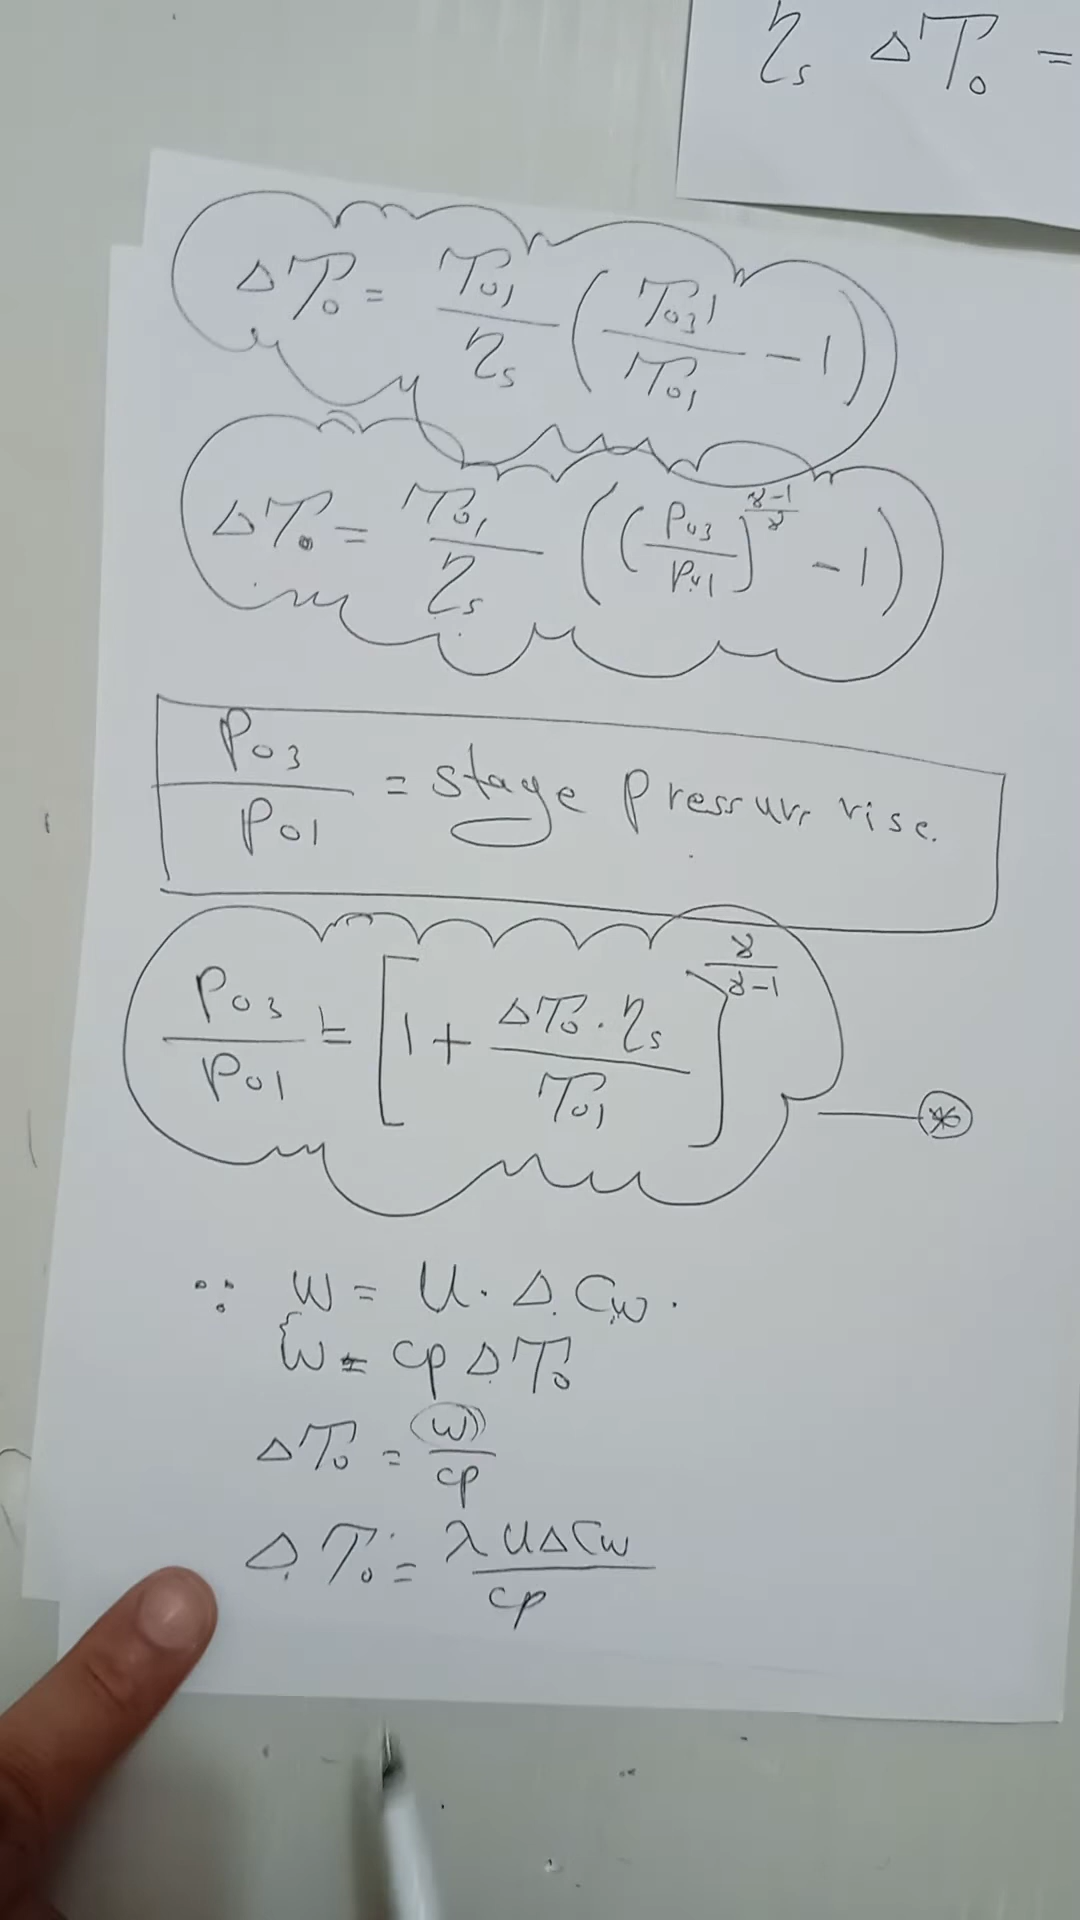 ηs ΔT₀ =
ΔT₀ = T₀₁/ηs (T₀₃'/T₀₁ - 1)
ΔT₀ = T₀₁/ηs ((P₀₃/P₀₁)^((γ-1)/γ) - 1)
P₀₃/P₀₁ = stage Pressure rise.
P₀₃/P₀₁ = [1 + ΔT₀·ηs/T₀₁]^(γ/(γ-1)) — ⊛
∵ W = U·ΔCw.
W = cp ΔT₀
ΔT₀ = W/cp
ΔT₀ = λUΔCw/cp